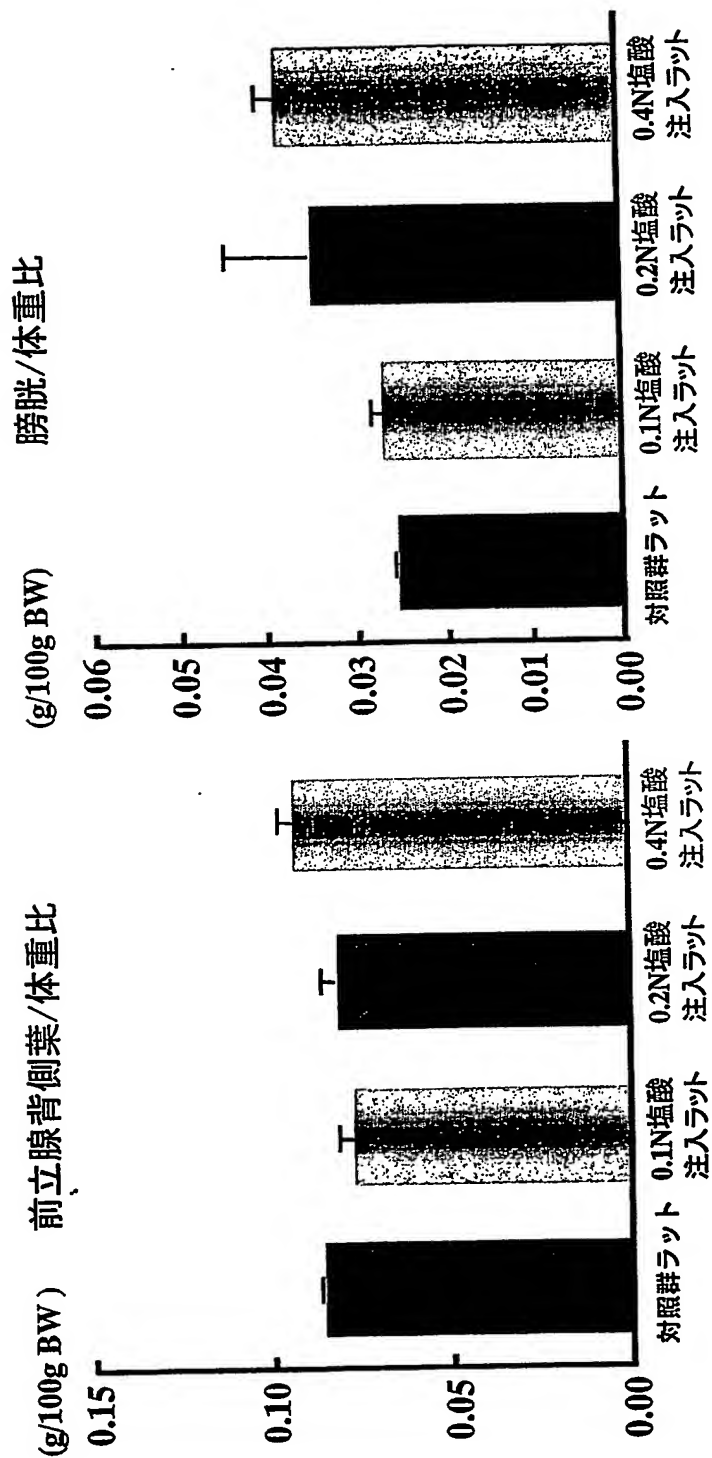 (g/100g BW)
前立腺背側葉/体重比
0.15
0.10
0.05
0.00
対照群ラット
0.1N塩酸
注入ラット
0.2N塩酸
注入ラット
0.4N塩酸
注入ラット
(g/100g BW)
膀胱/体重比
0.06
0.05
0.04
0.03
0.02
0.01
0.00
対照群ラット
0.1N塩酸
注入ラット
0.2N塩酸
注入ラット
0.4N塩酸
注入ラット